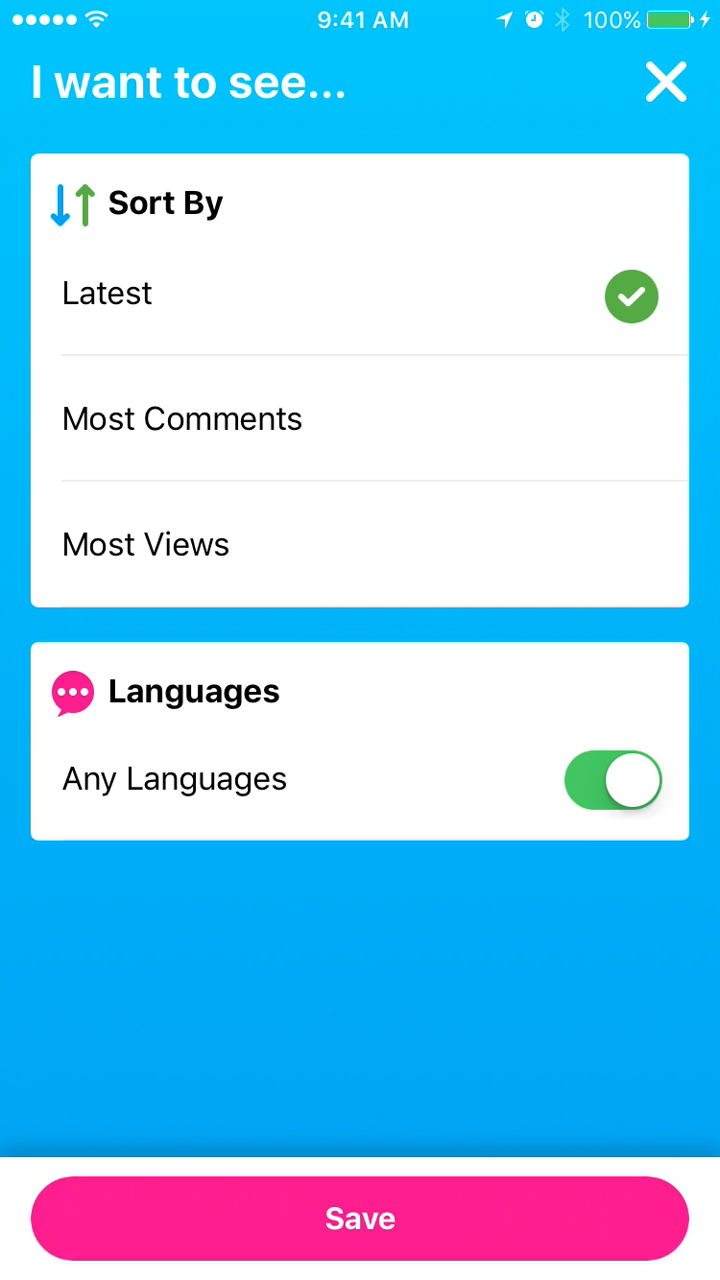 9:41 AM 100%
I want to see...
Sort By
Latest
Most Comments
Most Views
Languages
Any Languages
Save